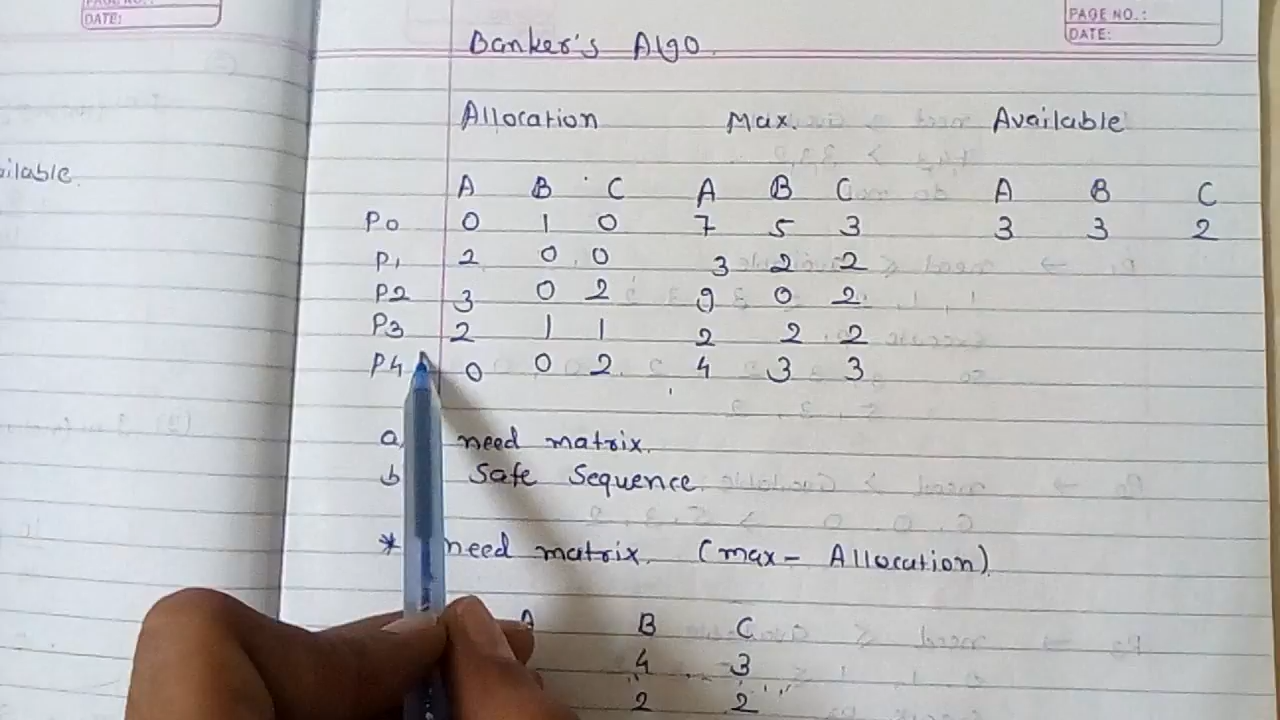 DATE:
PAGE NO.:
DATE:
Banker's Algo.
Allocation Max. Available
ilable.
A B C A B C A B C
P0 0 1 0 7 5 3 3 3 2
P1 2 0 0 3 2 2
P2 3 0 2 9 0 2
P3 2 1 1 2 2 2
P4 0 0 2 4 3 3
a need matrix.
b Safe Sequence.
* need matrix. (max - Allocation)
A B C
4 3
2 2